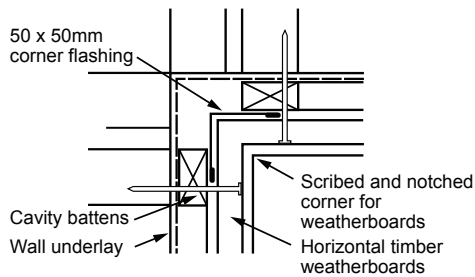 50 x 50mm
corner flashing
Cavity battens
Wall underlay
Scribed and notched
corner for
weatherboards
Horizontal timber
weatherboards